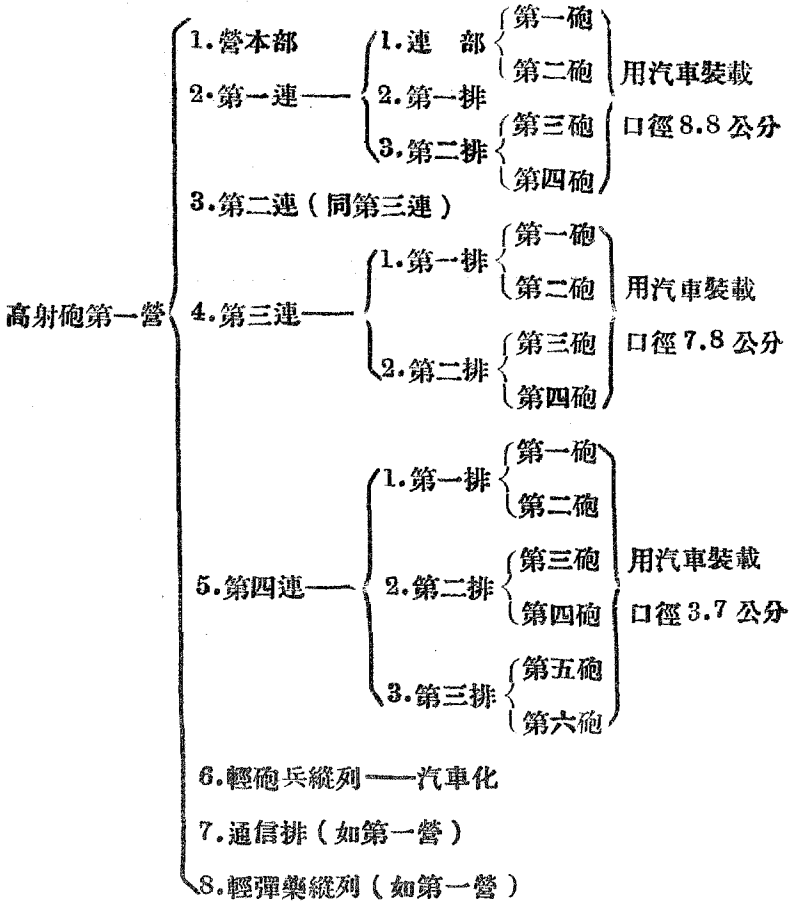 高射砲第一營
1.營本部
2.第一連——
1.連 部
第一砲
第二砲
2.第一排
3.第二排
第三砲
第四砲
用汽車裝載
口徑8.8公分
3.第二連(同第三連)
4.第三連——
1.第一排
第一砲
第二砲
2.第二排
第三砲
第四砲
用汽車裝載
口徑7.8公分
5.第四連——
1.第一排
第一砲
第二砲
2.第二排
第三砲
第四砲
3.第三排
第五砲
第六砲
用汽車裝載
口徑3.7公分
6.輕砲兵縱列——汽車化
7.通信排(如第一營)
8.輕彈藥縱列(如第一營)